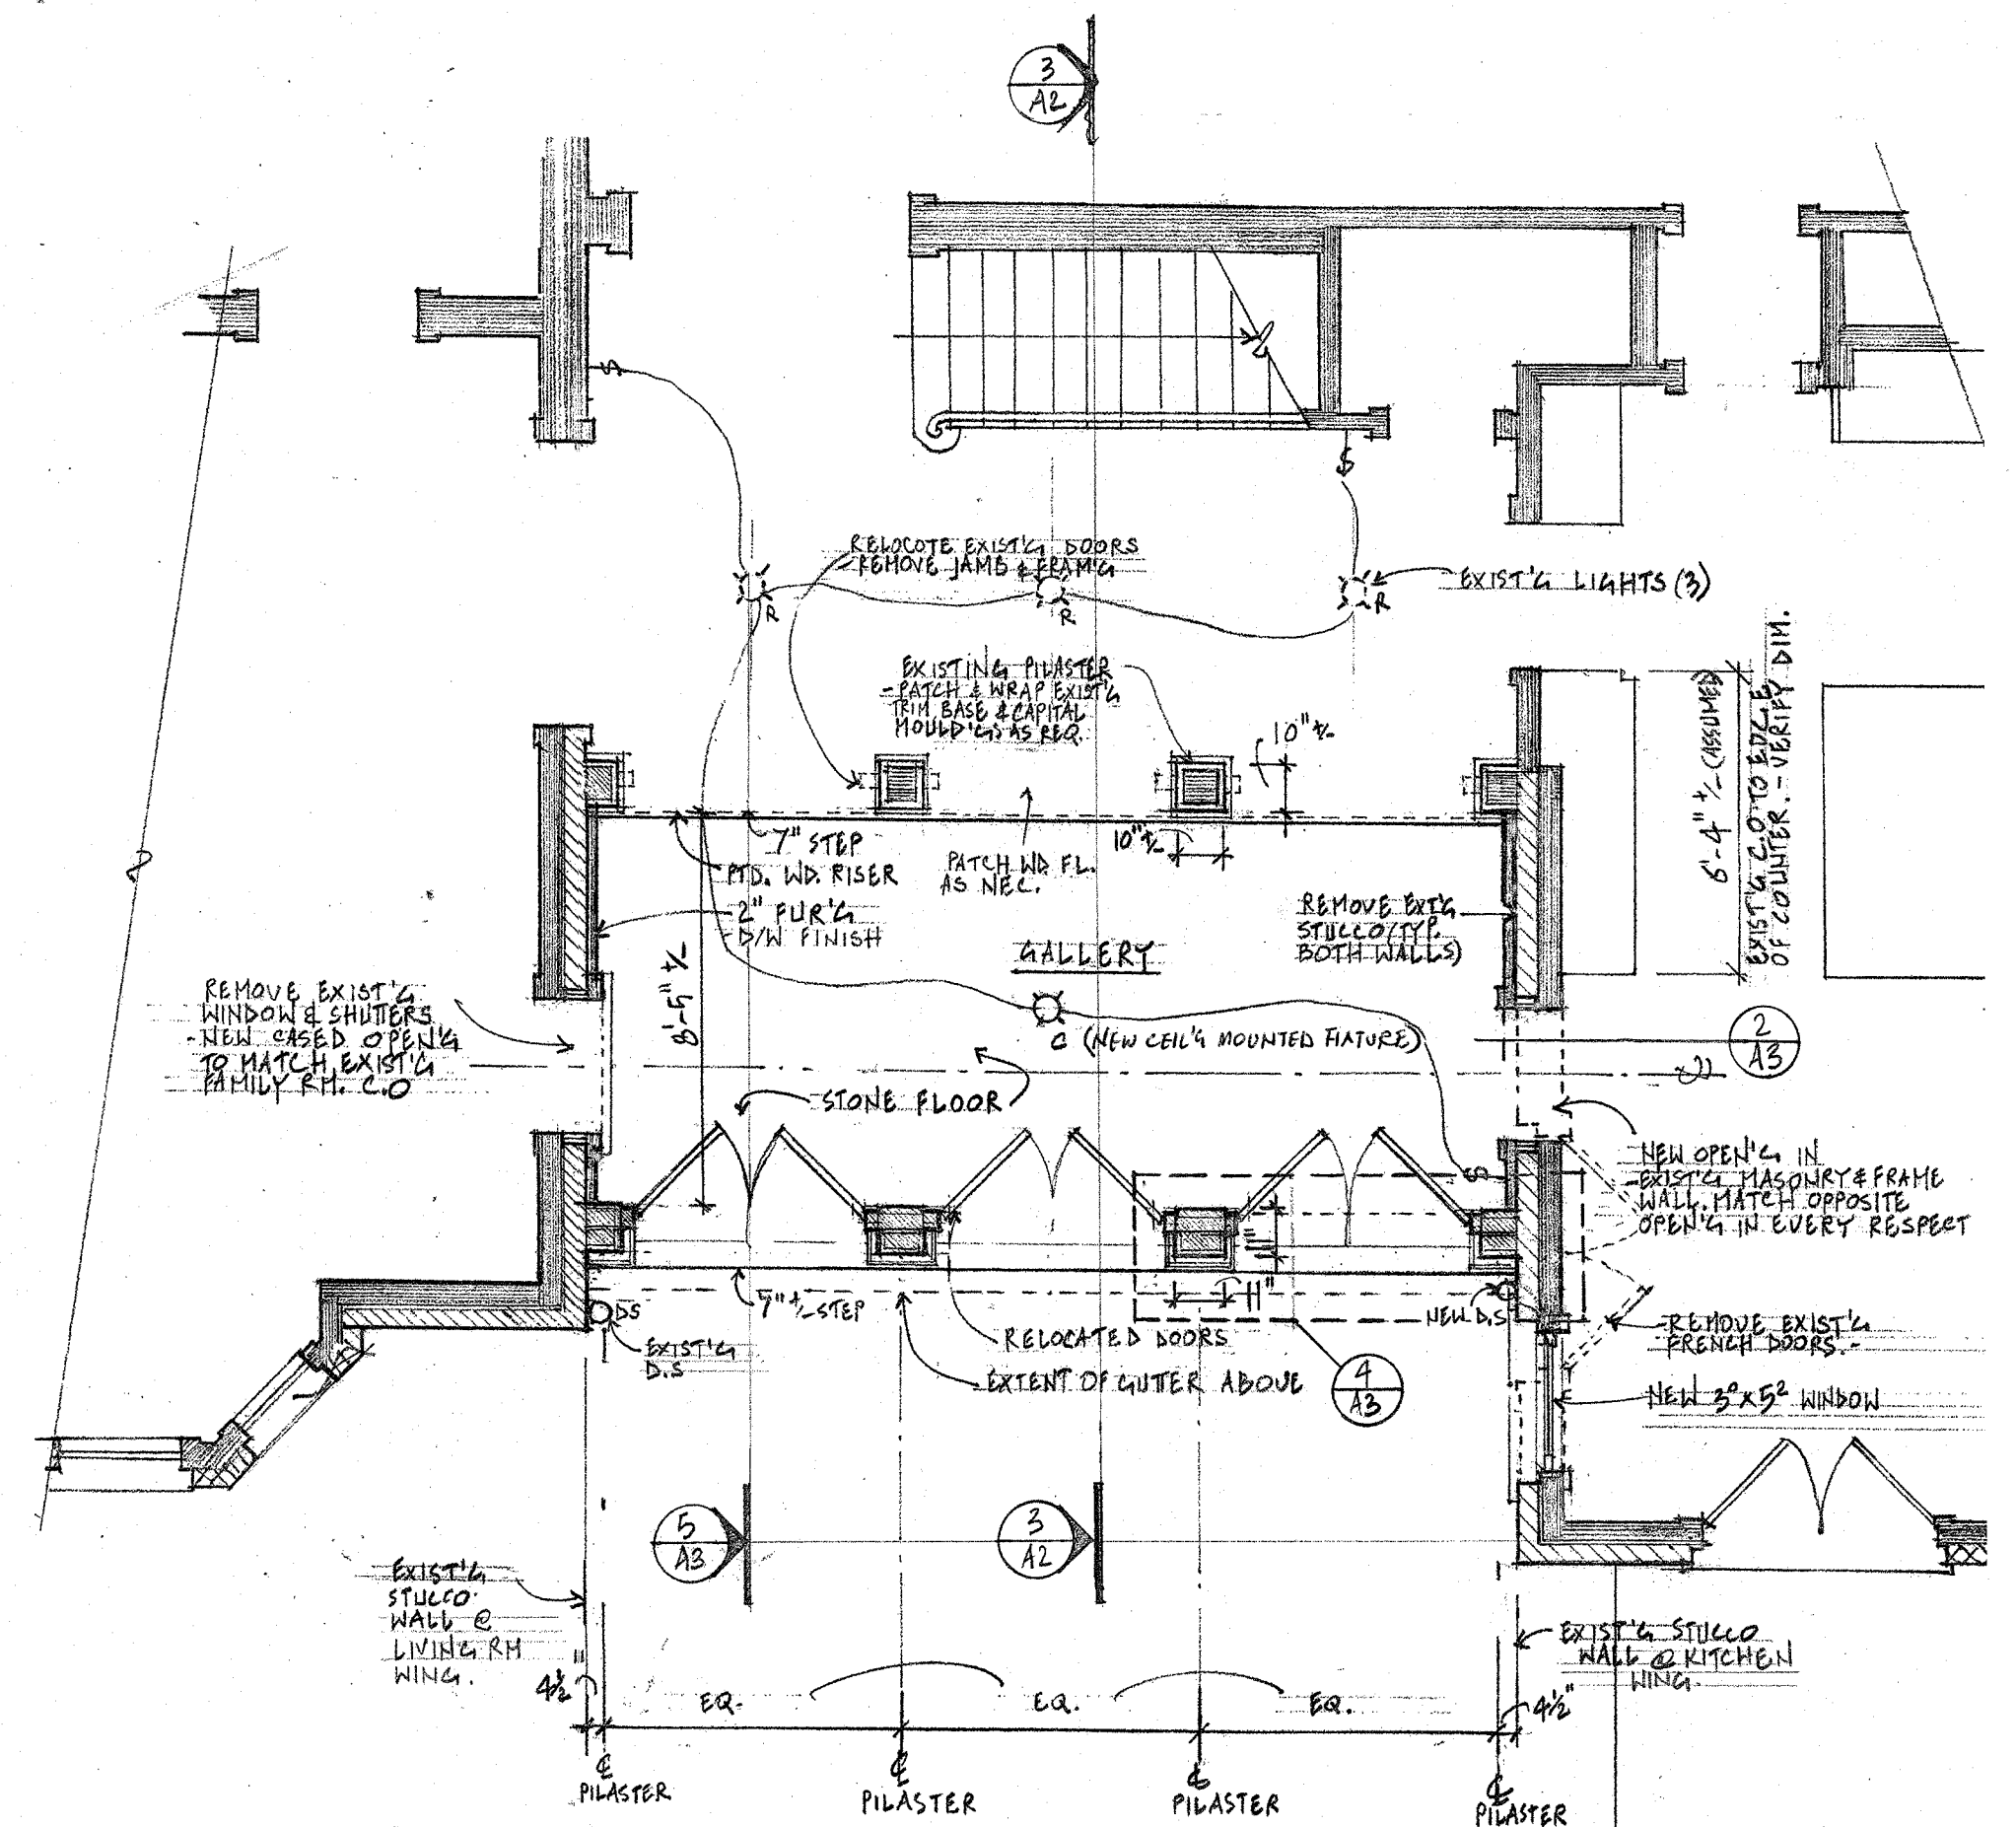 3
A2
RELOCOTE EXIST'G DOORS
-REMOVE JAMB & FRAM'G
EXIST'G LIGHTS (3)
R
R
R
EXISTING PILASTER
-PATCH & WRAP EXIST'G
TRIM BASE & CAPITAL
MOULD'GS AS REQ.
10" +/-
10" +/-
6'-4" +/- (ASSUMED)
EXIST'G C.O TO EDGE
OF COUNTER.-VERIFY DIM.
7" STEP
PTD. WD. RISER
PATCH WD. FL.
AS NEC.
2" FUR'G
- D/W FINISH
REMOVE EXT'G
STUCCO (TYP.
BOTH WALLS)
GALLERY
8'-5" +/-
REMOVE EXIST'G
WINDOW & SHUTTERS
-NEW CASED OPEN'G
TO MATCH EXIST'G
FAMILY RM. C.O
C (NEW CEIL'G MOUNTED FIXTURE)
2
A3
STONE FLOOR
NEW OPEN'G IN
EXIST'G MASONRY & FRAME
WALL. MATCH OPPOSITE
OPEN'G IN EVERY RESPECT
11"
11"
DS
7" +/- STEP
NEW D.S
EXIST'G
D.S
RELOCATED DOORS
REMOVE EXIST'G
FRENCH DOORS.-
EXTENT OF GUTTER ABOVE
4
A3
NEW 3⁰ X 5² WINDOW
5
A3
3
A2
EXIST'G
STUCCO
WALL @
LIVING RM
WING.
EXIST'G STUCCO
WALL @ KITCHEN
WING.
4½"
EQ.
EQ.
EQ.
4½"
℄
PILASTER
℄
PILASTER
℄
PILASTER
℄
PILASTER